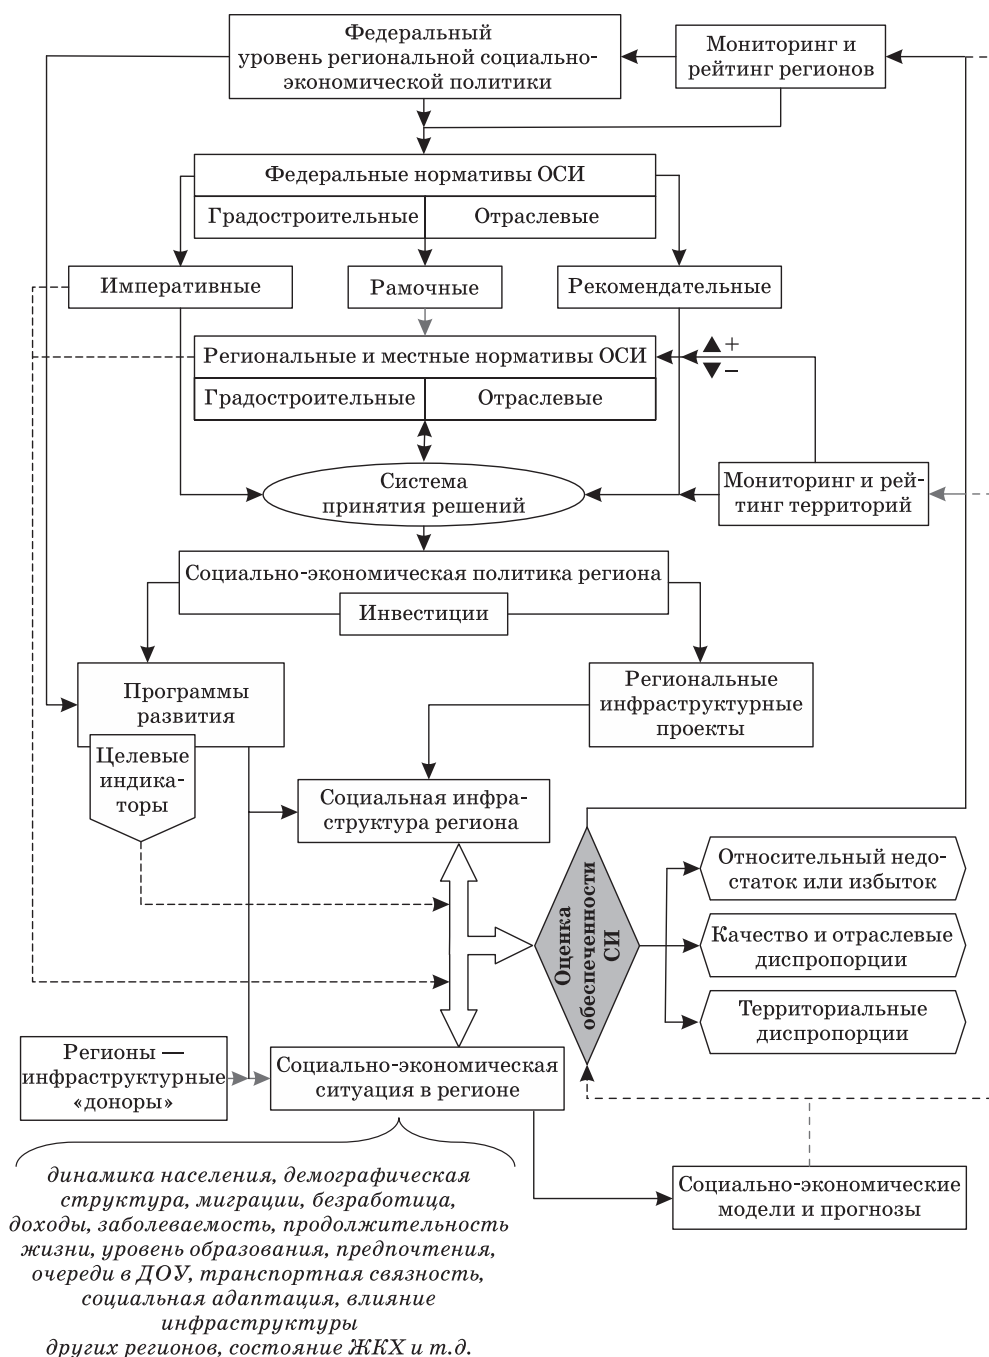 Федеральный
уровень региональной социально-
экономической политики
Мониторинг и
рейтинг регионов
Федеральные нормативы ОСИ
Градостроительные
Отраслевые
Императивные
Рамочные
Рекомендательные
Региональные и местные нормативы ОСИ
Градостроительные
Отраслевые
+
–
Система
принятия решений
Мониторинг и рей-
тинг территорий
Социально-экономическая политика региона
Инвестиции
Программы
развития
Целевые
индика-
торы
Региональные
инфраструктурные
проекты
Социальная инфра-
структура региона
Оценка
обеспеченности
СИ
Относительный недо-
статок или избыток
Качество и отраслевые
диспропорции
Территориальные
диспропорции
Регионы —
инфраструктурные
«доноры»
Социально-экономическая
ситуация в регионе
Социально-экономические
модели и прогнозы
динамика населения, демографическая
структура, миграции, безработица,
доходы, заболеваемость, продолжительность
жизни, уровень образования, предпочтения,
очереди в ДОУ, транспортная связность,
социальная адаптация, влияние
инфраструктуры
других регионов, состояние ЖКХ и т.д.